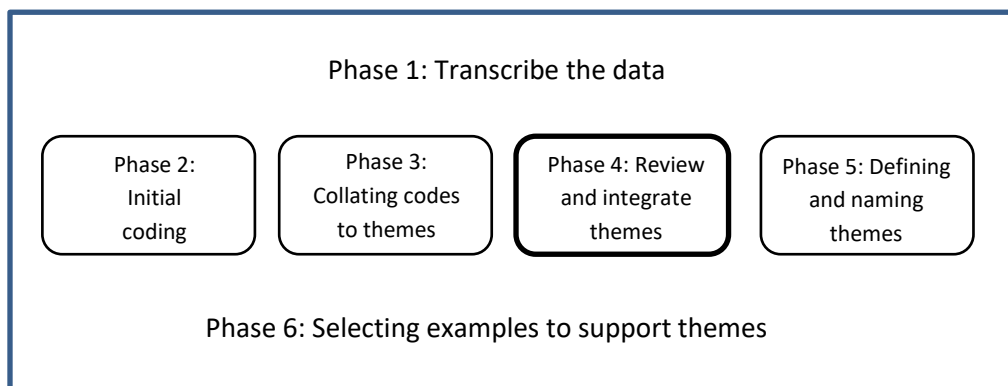 Phase 1: Transcribe the data
Phase 2:
Initial
coding
Phase 3:
Collating codes
to themes
Phase 4: Review
and integrate
themes
Phase 5: Defining
and naming
themes
Phase 6: Selecting examples to support themes